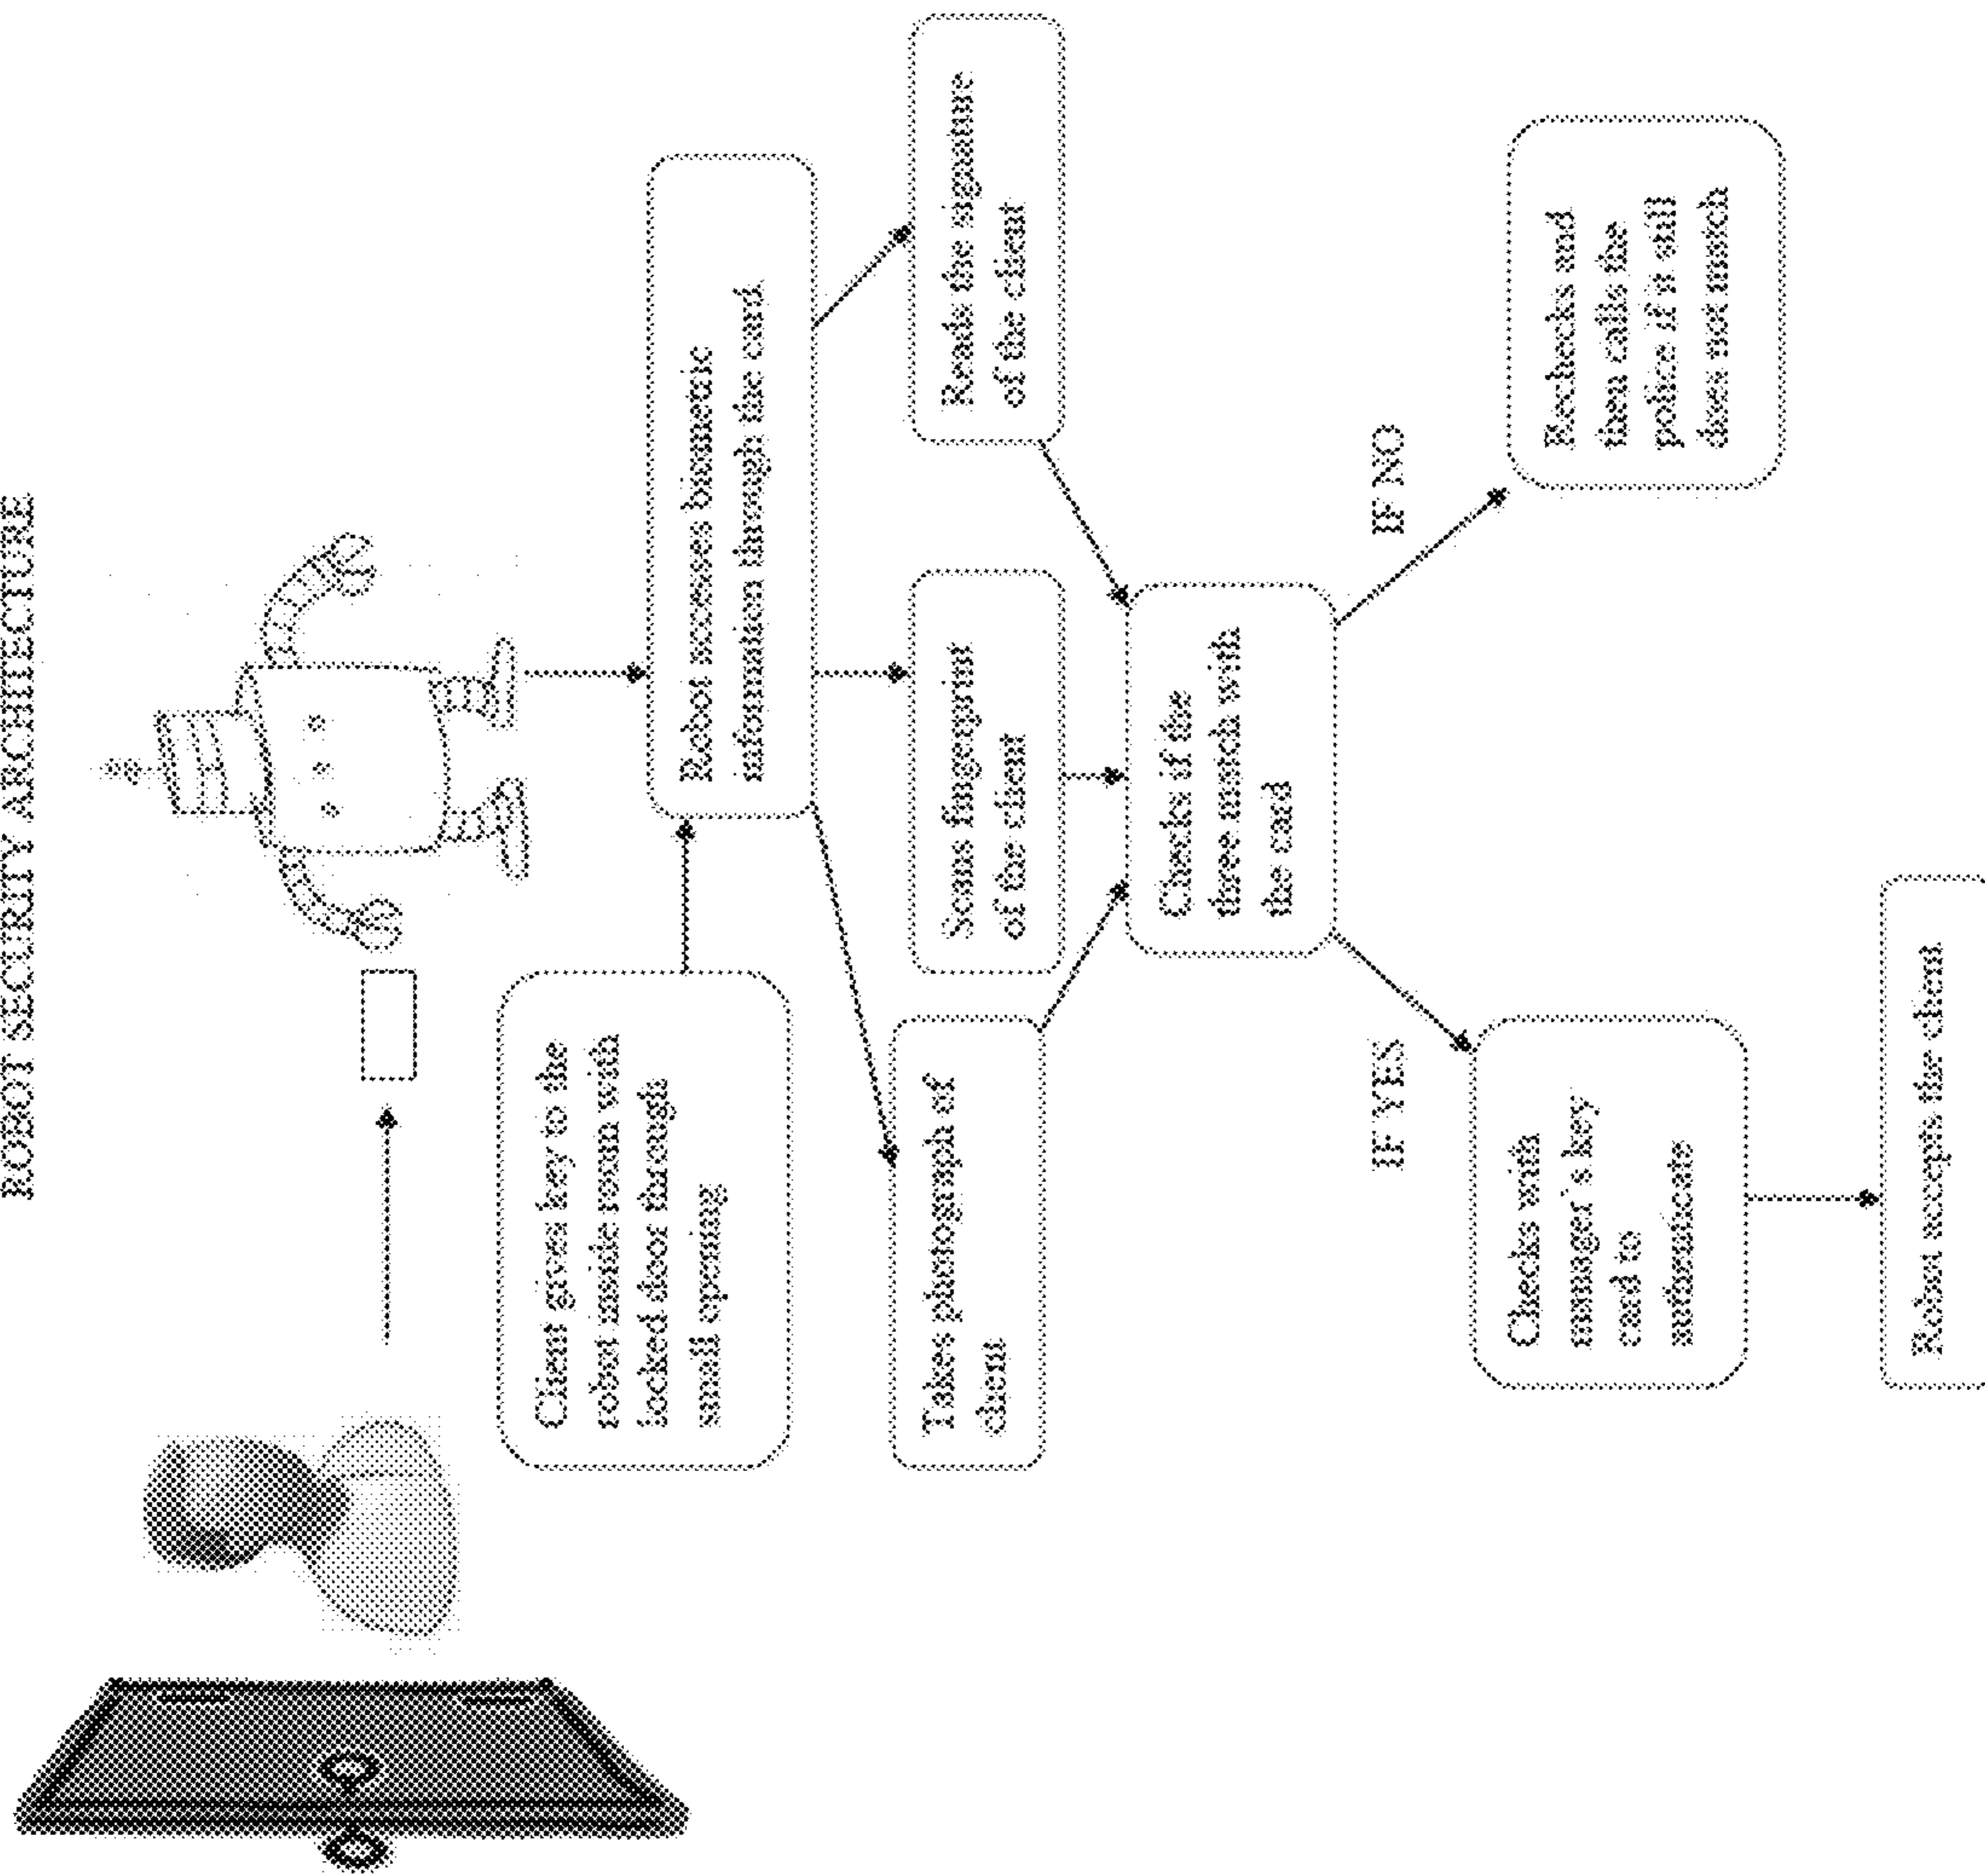 ROBOT SECURITY ARCHITECTURE
Client gives key to the
robot inside room with
locked door through
small opening
Robot accesses biometric
information through the card
Takes photograph of
client
Scans fingerprint
of the client
Reads the signature
of the client
Checks if the
three match with
the card
IF YES
IF NO
Checks with
manager's key
card to
authenticate
Rechecks and
then calls the
police if it still
does not match
Robot accepts the client